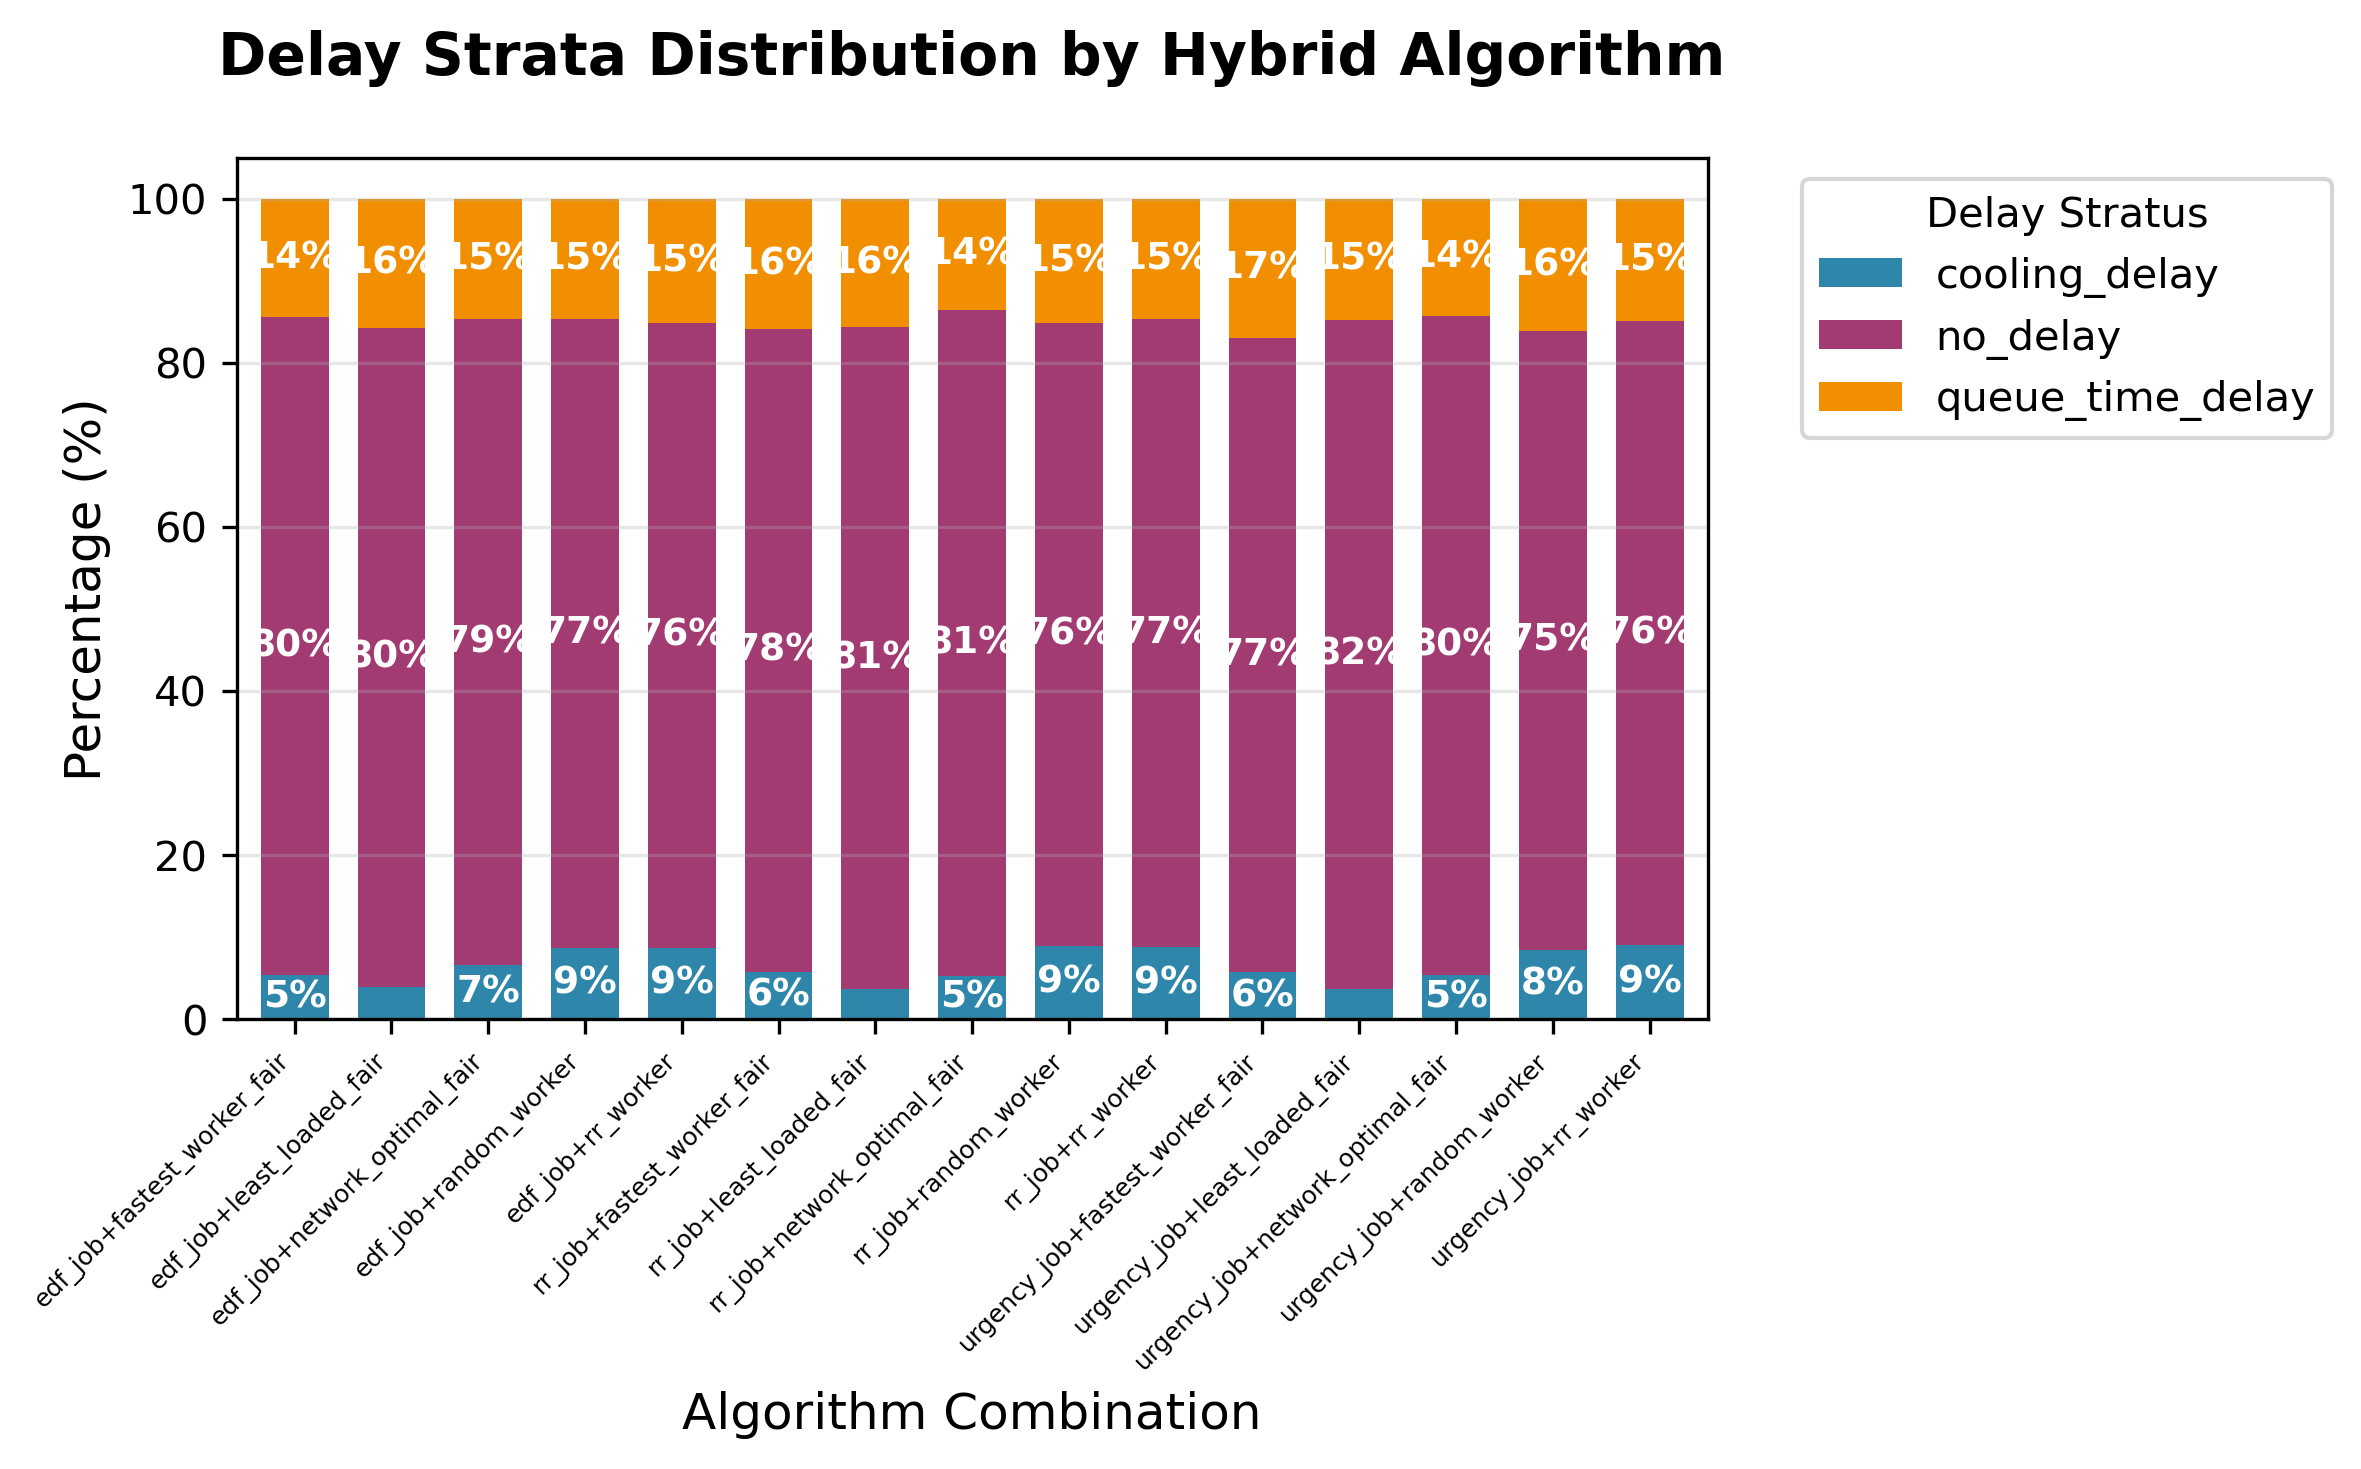 Delay Strata Distribution by Hybrid Algorithm
Percentage (%)
100
80
60
40
20
0
14% 16% 15% 15% 15% 16% 16% 14% 15% 15% 17% 15% 14% 16% 15%
80% 80% 79% 77% 76% 78% 81% 81% 76% 77% 77% 82% 80% 75% 76%
5% 7% 9% 9% 6% 5% 9% 9% 6% 5% 8% 9%
edf_job+fastest_worker_fair
edf_job+least_loaded_fair
edf_job+network_optimal_fair
edf_job+random_worker
edf_job+rr_worker
rr_job+fastest_worker_fair
rr_job+least_loaded_fair
rr_job+network_optimal_fair
rr_job+random_worker
rr_job+rr_worker
urgency_job+fastest_worker_fair
urgency_job+least_loaded_fair
urgency_job+network_optimal_fair
urgency_job+random_worker
urgency_job+rr_worker
Algorithm Combination
Delay Stratus
cooling_delay
no_delay
queue_time_delay